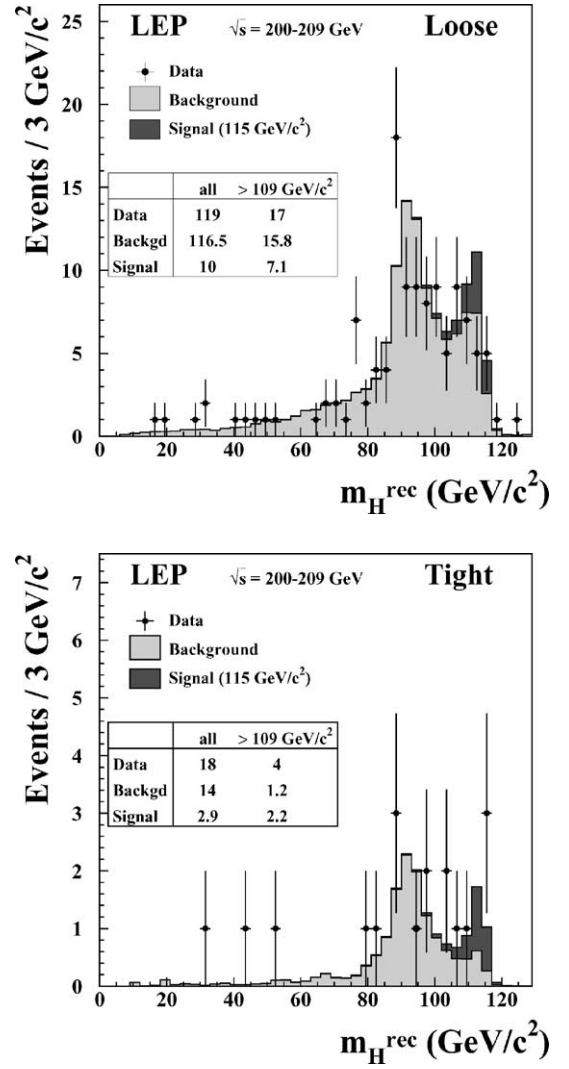 LEP √s = 200-209 GeV Loose
Data
Background
Signal (115 GeV/c²)
all > 109 GeV/c²
Data 119 17
Backgd 116.5 15.8
Signal 10 7.1
Events / 3 GeV/c²
25
20
15
10
5
0
0 20 40 60 80 100 120
m_H^rec (GeV/c²)
LEP √s = 200-209 GeV Tight
Data
Background
Signal (115 GeV/c²)
all > 109 GeV/c²
Data 18 4
Backgd 14 1.2
Signal 2.9 2.2
Events / 3 GeV/c²
7
6
5
4
3
2
1
0
0 20 40 60 80 100 120
m_H^rec (GeV/c²)